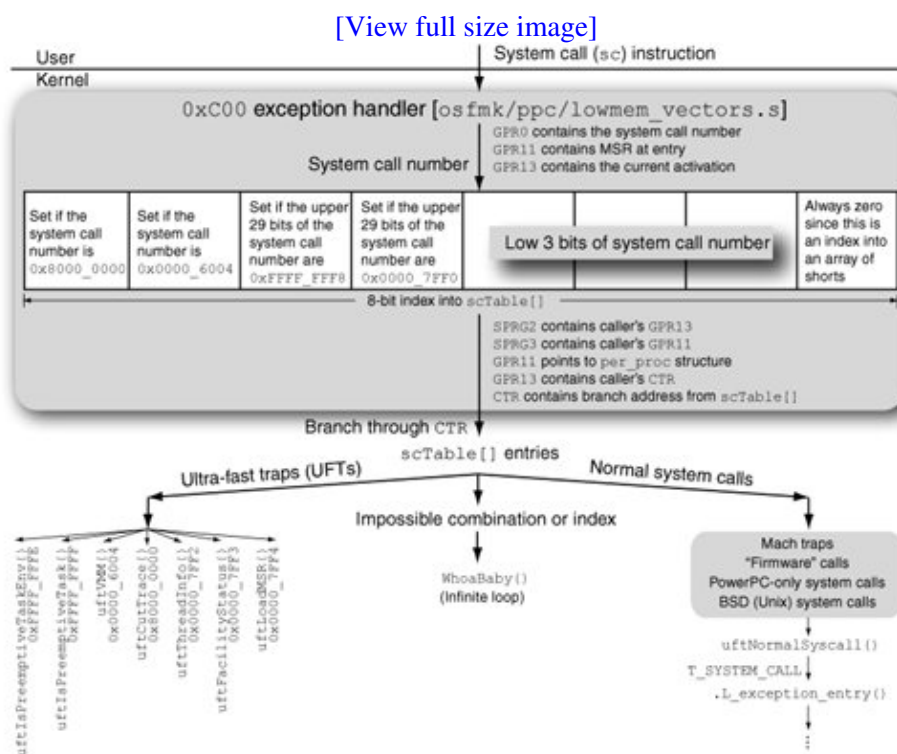 [View full size image]
User
System call (sc) instruction
Kernel
0xC00 exception handler [osfmk/ppc/lowmem_vectors.s]
GPR0 contains the system call number
GPR11 contains MSR at entry
GPR13 contains the current activation
System call number
Set if the
system call
number is
0x8000_0000
Set if the
system call
number is
0x0000_6004
Set if the upper
29 bits of the
system call
number are
0xFFFF_FFF8
Set if the upper
29 bits of the
system call
number are
0x0000_7FF0
Low 3 bits of system call number
Always zero
since this is
an index into
an array of
shorts
8-bit index into scTable[]
SPRG2 contains caller's GPR13
SPRG3 contains caller's GPR11
GPR11 points to per_proc structure
GPR13 contains caller's CTR
CTR contains branch address from scTable[]
Branch through CTR
scTable[] entries
Ultra-fast traps (UFTs)
Normal system calls
Impossible combination or index
WhoaBaby()
(Infinite loop)
Mach traps
"Firmware" calls
PowerPC-only system calls
BSD (Unix) system calls
uftNormalSyscall()
T_SYSTEM_CALL
.L_exception_entry()
...
uftIsPreemptiveTaskEnv()
0xFFFF_FFFE
uftIsPreemptiveTask()
0xFFFF_FFFF
uftVMM()
0x0000_6004
uftCutTrace()
0x8000_0000
uftThreadInfo()
0x0000_7FF2
uftFacilityStatus()
0x0000_7FF3
uftLoadMSR()
0x0000_7FF4